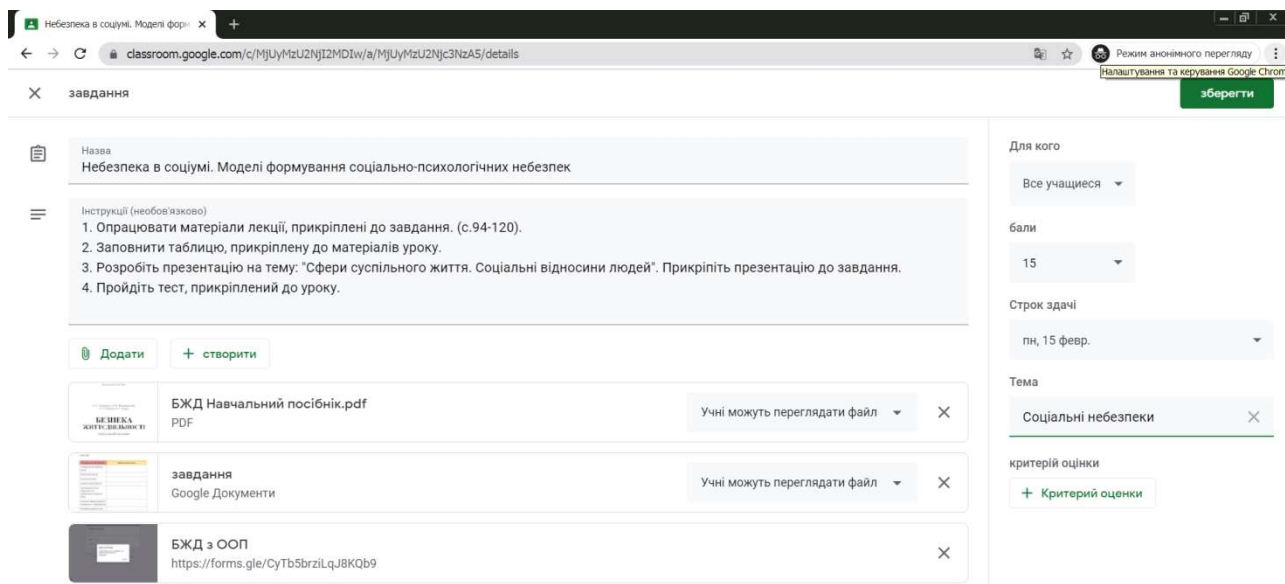 Небезпека в соціумі. Моделі форм
classroom.google.com/c/MjUyMzU2NjI2MDIw/a/MjUyMzU2Njc3NzA5/details
Режим анонімного перегляду
Налаштування та керування Google Chrom
завдання
зберегти
Назва
Небезпека в соціумі. Моделі формування соціально-психологічних небезпек
Інструкції (необов'язково)
1. Опрацювати матеріали лекції, прикріплені до завдання. (с.94-120).
2. Заповнити таблицю, прикріплену до матеріалів уроку.
3. Розробіть презентацію на тему: "Сфери суспільного життя. Соціальні відносини людей". Прикріпіть презентацію до завдання.
4. Пройдіть тест, прикріплений до уроку.
Додати
+ створити
БЕЗПЕКА
ЖИТТЄДІЯЛЬНОСТІ
БЖД Навчальний посібнік.pdf
PDF
Учні можуть переглядати файл
завдання
Google Документи
Учні можуть переглядати файл
БЖД з ООП
https://forms.gle/CyTb5brziLqJ8KQb9
Для кого
Все учащиеся
бали
15
Строк здачі
пн, 15 февр.
Тема
Соціальні небезпеки
критерій оцінки
+ Критерий оценки